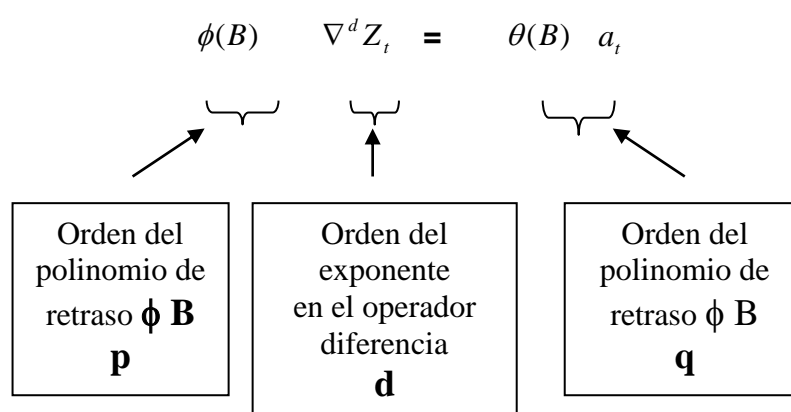 ϕ(B) ∇^d Z_t = θ(B) a_t
Orden del
polinomio de
retraso ϕ B
p
Orden del
exponente
en el operador
diferencia
d
Orden del
polinomio de
retraso ϕ B
q